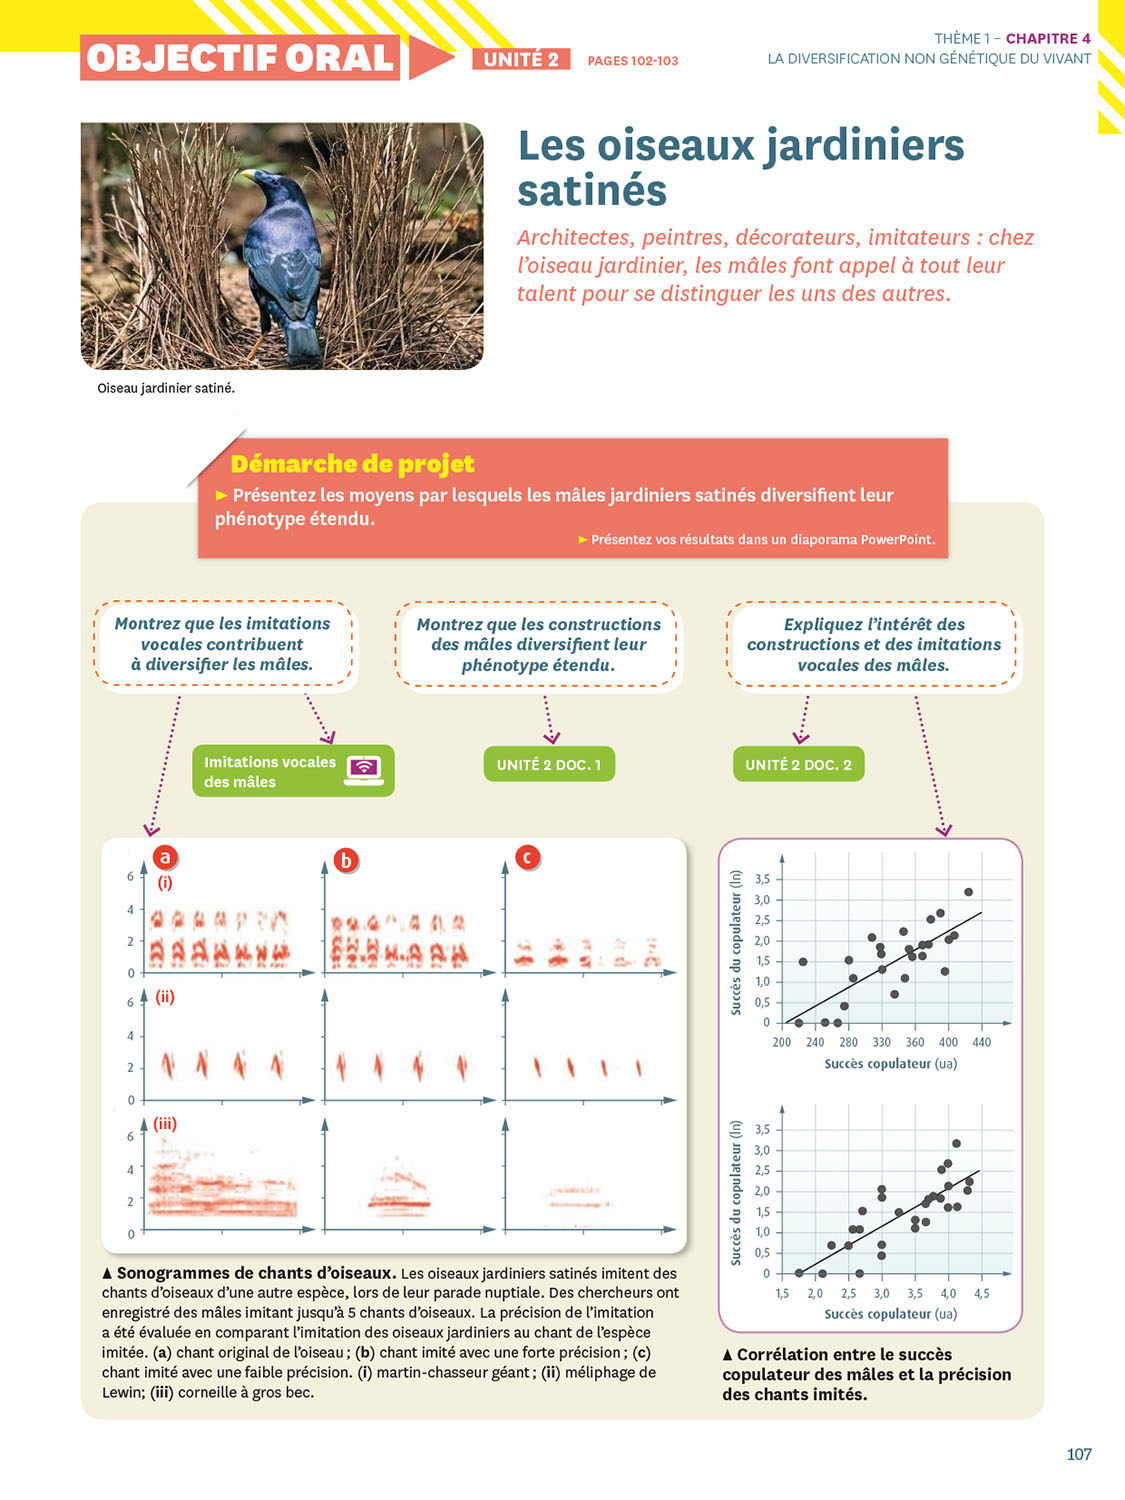 OBJECTIF ORAL
UNITÉ 2
PAGES 102-103
THÈME 1 – CHAPITRE 4
LA DIVERSIFICATION NON GÉNÉTIQUE DU VIVANT
Les oiseaux jardiniers
satinés
Architectes, peintres, décorateurs, imitateurs : chez
l'oiseau jardinier, les mâles font appel à tout leur
talent pour se distinguer les uns des autres.
Oiseau jardinier satiné.
Démarche de projet
► Présentez les moyens par lesquels les mâles jardiniers satinés diversifient leur
phénotype étendu.
► Présentez vos résultats dans un diaporama PowerPoint.
Montrez que les imitations
vocales contribuent
à diversifier les mâles.
Montrez que les constructions
des mâles diversifient leur
phénotype étendu.
Expliquez l'intérêt des
constructions et des imitations
vocales des mâles.
Imitations vocales
des mâles
UNITÉ 2 DOC. 1
UNITÉ 2 DOC. 2
a
b
c
(i)
6
4
2
0
(ii)
6
4
2
0
(iii)
6
4
2
0
▲ Sonogrammes de chants d'oiseaux. Les oiseaux jardiniers satinés imitent des
chants d'oiseaux d'une autre espèce, lors de leur parade nuptiale. Des chercheurs ont
enregistré des mâles imitant jusqu'à 5 chants d'oiseaux. La précision de l'imitation
a été évaluée en comparant l'imitation des oiseaux jardiniers au chant de l'espèce
imitée. (a) chant original de l'oiseau ; (b) chant imité avec une forte précision ; (c)
chant imité avec une faible précision. (i) martin-chasseur géant ; (ii) méliphage de
Lewin; (iii) corneille à gros bec.
Succès du copulateur (ln)
3,5
3,0
2,5
2,0
1,5
1,0
0,5
0
200 240 280 330 360 400 440
Succès copulateur (ua)
Succès du copulateur (ln)
3,5
3,0
2,5
2,0
1,5
1,0
0,5
0
1,5 2,0 2,5 3,0 3,5 4,0 4,5
Succès copulateur (ua)
▲ Corrélation entre le succès
copulateur des mâles et la précision
des chants imités.
107